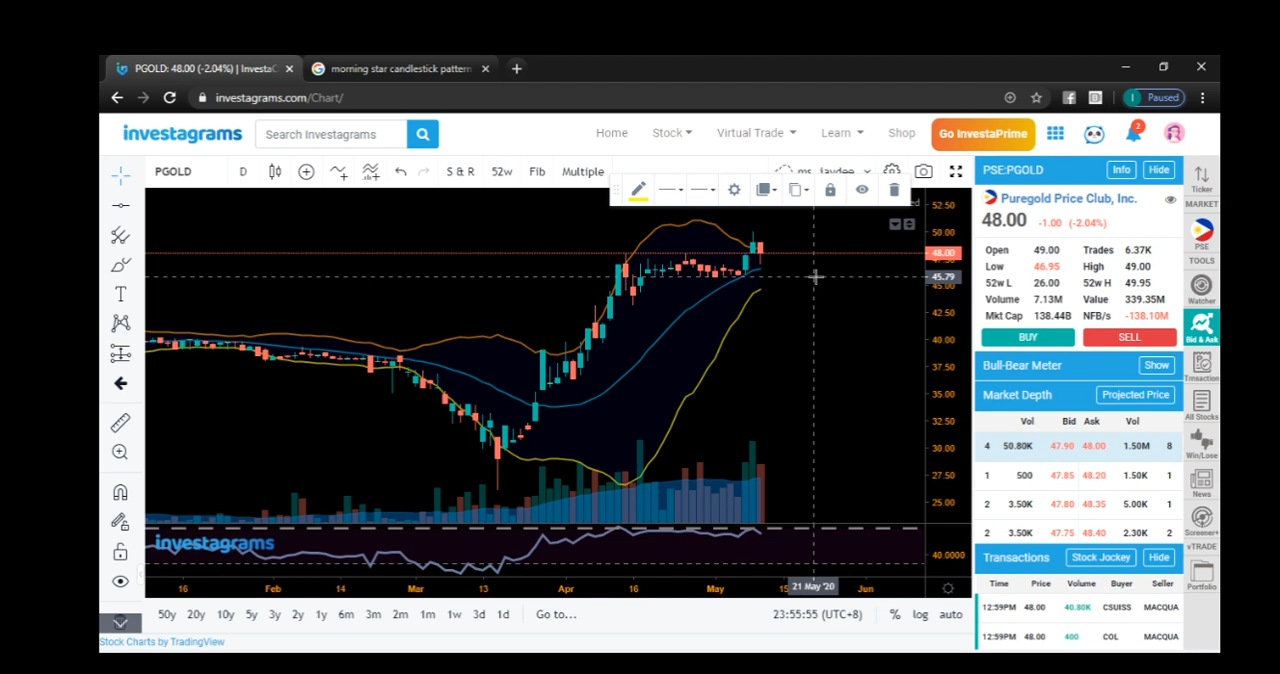 PGOLD: 48.00 (-2.04%) | Investa
morning star candlestick pattern
investagrams.com/Chart/
Paused
investagrams
Search Investagrams
Home
Stock
Virtual Trade
Learn
Shop
Go InvestaPrime
2
PGOLD
D
S & R
52w
Fib
Multiple
ms_jaydee
PSE:PGOLD
Info
Hide
Puregold Price Club, Inc.
48.00 -1.00 (-2.04%)
Open 49.00 Trades 6.37K
Low 46.95 High 49.00
52w L 26.00 52w H 49.95
Volume 7.13M Value 339.35M
Mkt Cap 138.44B NFB/s -138.10M
BUY
SELL
Bull-Bear Meter
Show
Market Depth
Projected Price
Vol Bid Ask Vol
4 50.80K 47.90 48.00 1.50M 8
1 500 47.85 48.20 1.50K 1
2 3.50K 47.80 48.35 5.00K 1
2 3.50K 47.75 48.40 2.30K 2
Transactions
Stock Jockey
Hide
Time Price Volume Buyer Seller
12:59PM 48.00 40.80K CSUISS MACQUA
12:59PM 48.00 400 COL MACQUA
Ticker
MARKET
PSE
TOOLS
Watcher
Bid & Ask
Trnsaction
All Stocks
Win/Lose
News
Screener+
vTRADE
Portfolio
52.50
50.00
48.00
45.79
42.50
40.00
37.50
35.00
32.50
30.00
27.50
25.00
40.0000
investagrams
16
Feb
14
Mar
13
Apr
16
May
15
21 May '20
Jun
50y 20y 10y 5y 3y 2y 1y 6m 3m 2m 1m 1w 3d 1d
Go to...
23:55:55 (UTC+8)
%
log
auto
Stock Charts by TradingView